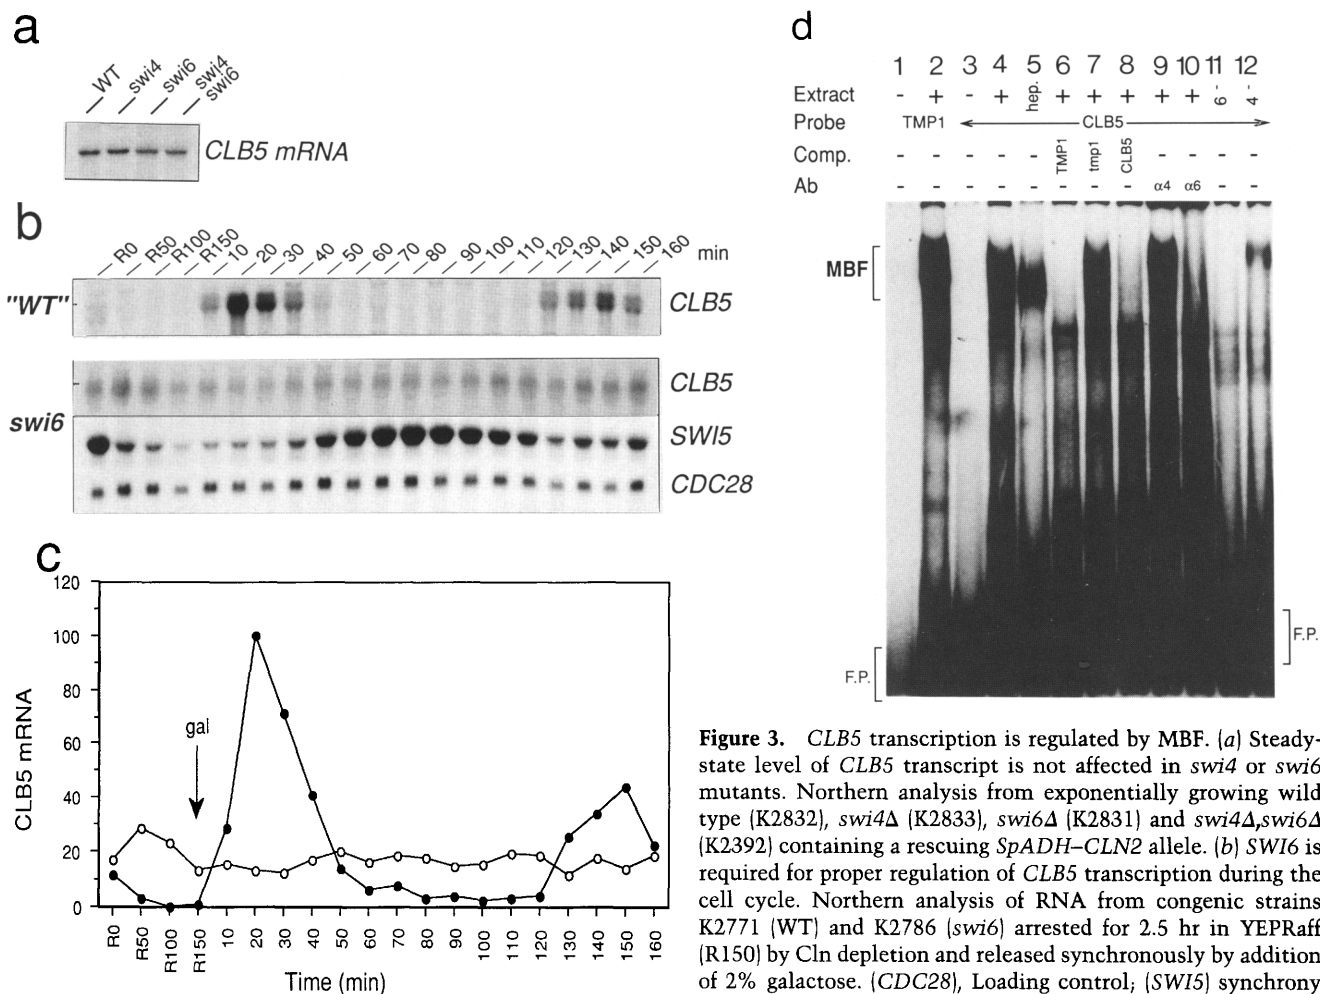 a
WT swi4 swi6 swi4 swi6
CLB5 mRNA
b
R0 R50 R100 R150 10 20 30 40 50 60 70 80 90 100 110 120 130 140 150 160 min
"WT" CLB5
CLB5
swi6 SWI5
CDC28
c
120
100
80
60
40
20
0
CLB5 mRNA
gal
R0 R50 R100 R150 10 20 30 40 50 60 70 80 90 100 110 120 130 140 150 160
Time (min)
d
1 2 3 4 5 6 7 8 9 10 11 12
Extract - + - + hep. + + + + + 6- 4-
Probe TMP1 CLB5
Comp. - - - - - TMP1 tmp1 CLB5 - - - -
Ab - - - - - - - - α4 α6 - -
MBF
F.P.
F.P.
Figure 3. CLB5 transcription is regulated by MBF. (a) Steady-
state level of CLB5 transcript is not affected in swi4 or swi6
mutants. Northern analysis from exponentially growing wild
type (K2832), swi4Δ (K2833), swi6Δ (K2831) and swi4Δ,swi6Δ
(K2392) containing a rescuing SpADH–CLN2 allele. (b) SWI6 is
required for proper regulation of CLB5 transcription during the
cell cycle. Northern analysis of RNA from congenic strains
K2771 (WT) and K2786 (swi6) arrested for 2.5 hr in YEPRaff
(R150) by Cln depletion and released synchronously by addition
of 2% galactose. (CDC28), Loading control; (SWI5) synchrony